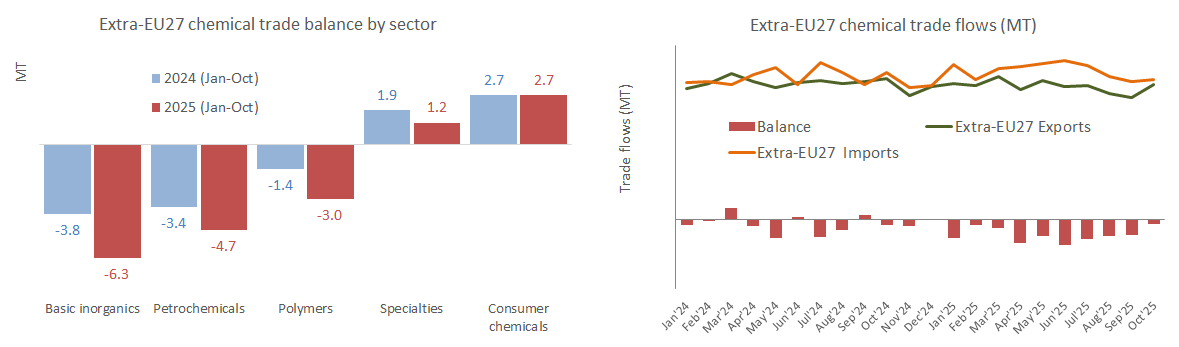 Extra-EU27 chemical trade balance by sector
MT
2024 (Jan-Oct)
2025 (Jan-Oct)
-3.8
-6.3
-3.4
-4.7
-1.4
-3.0
1.9
1.2
2.7
2.7
Basic inorganics
Petrochemicals
Polymers
Specialties
Consumer
chemicals
Extra-EU27 chemical trade flows (MT)
Trade flows (MT)
Balance
Extra-EU27 Exports
Extra-EU27 Imports
Jan'24
Feb'24
Mar'24
Apr'24
May'24
Jun'24
Jul'24
Aug'24
Sep'24
Oct'24
Nov'24
Dec'24
Jan'25
Feb'25
Mar'25
Apr'25
May'25
Jun'25
Jul'25
Aug'25
Sep'25
Oct'25